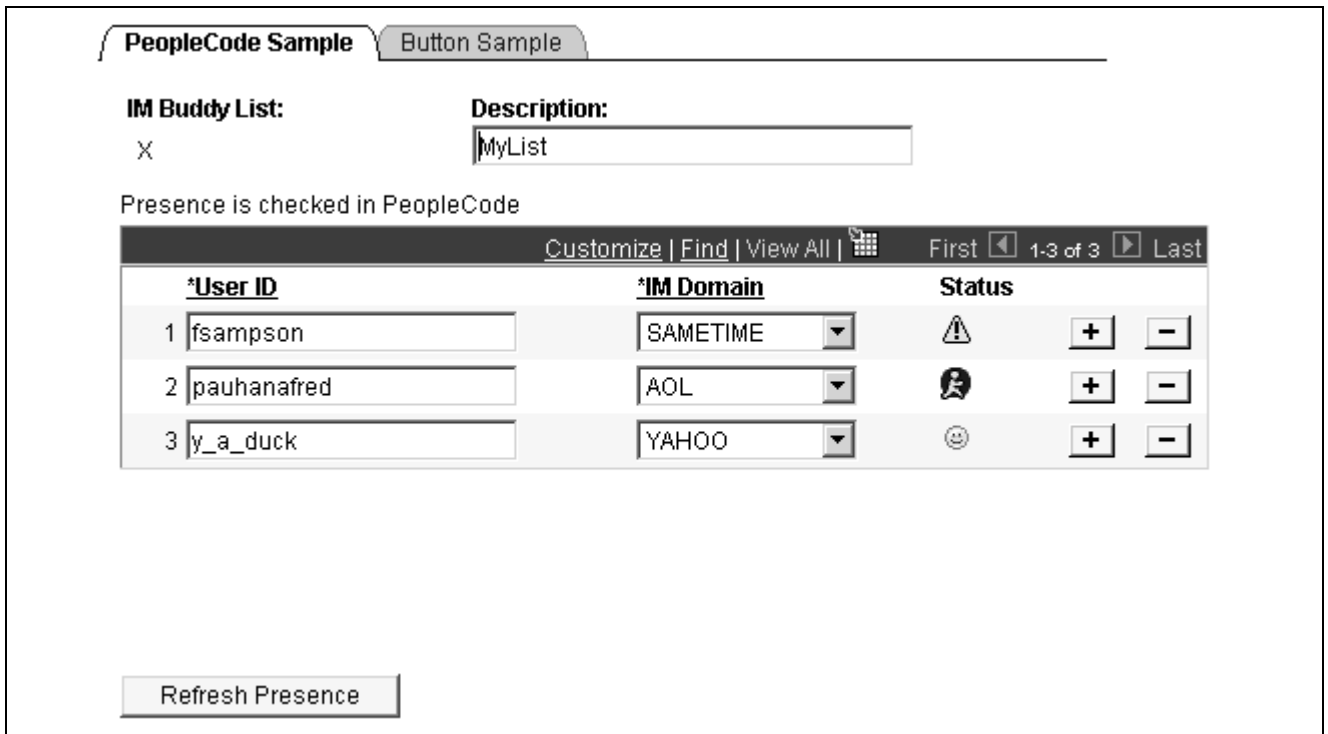 PeopleCode Sample Button Sample
IM Buddy List: Description:
X MyList
Presence is checked in PeopleCode
Customize | Find | View All | First 1-3 of 3 Last
*User ID *IM Domain Status
1 fsampson SAMETIME + −
2 pauhanafred AOL + −
3 y_a_duck YAHOO + −
Refresh Presence